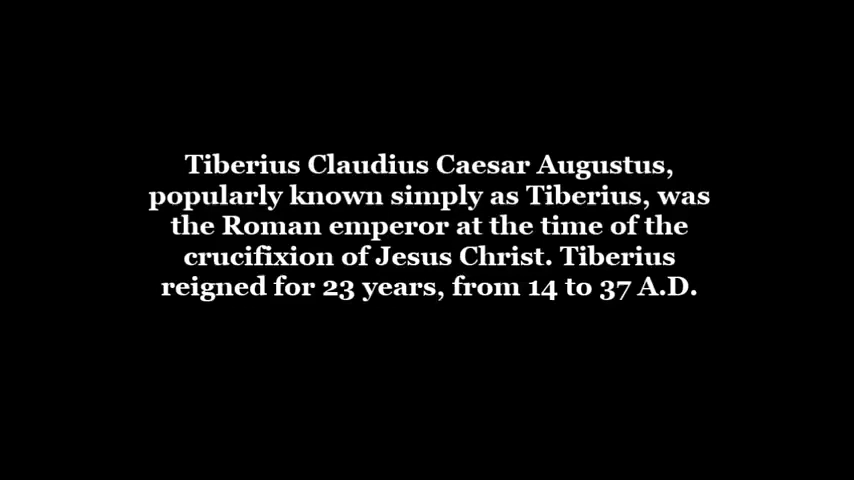 Tiberius Claudius Caesar Augustus,
popularly known simply as Tiberius, was
the Roman emperor at the time of the
crucifixion of Jesus Christ. Tiberius
reigned for 23 years, from 14 to 37 A.D.